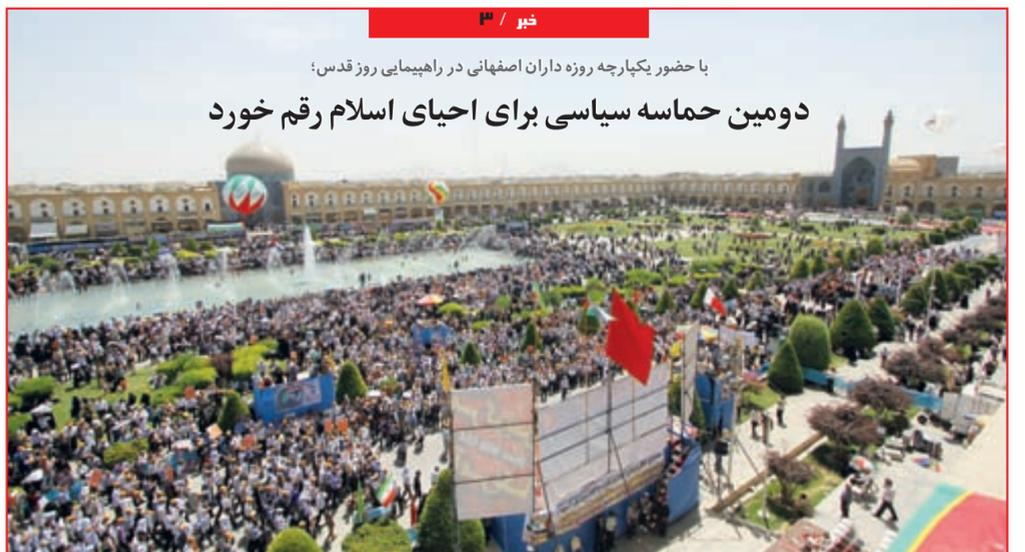 خبر / ۳
با حضور یکپارچه روزه داران اصفهانی در راهپیمایی روز قدس؛
دومین حماسه سیاسی برای احیای اسلام رقم خورد